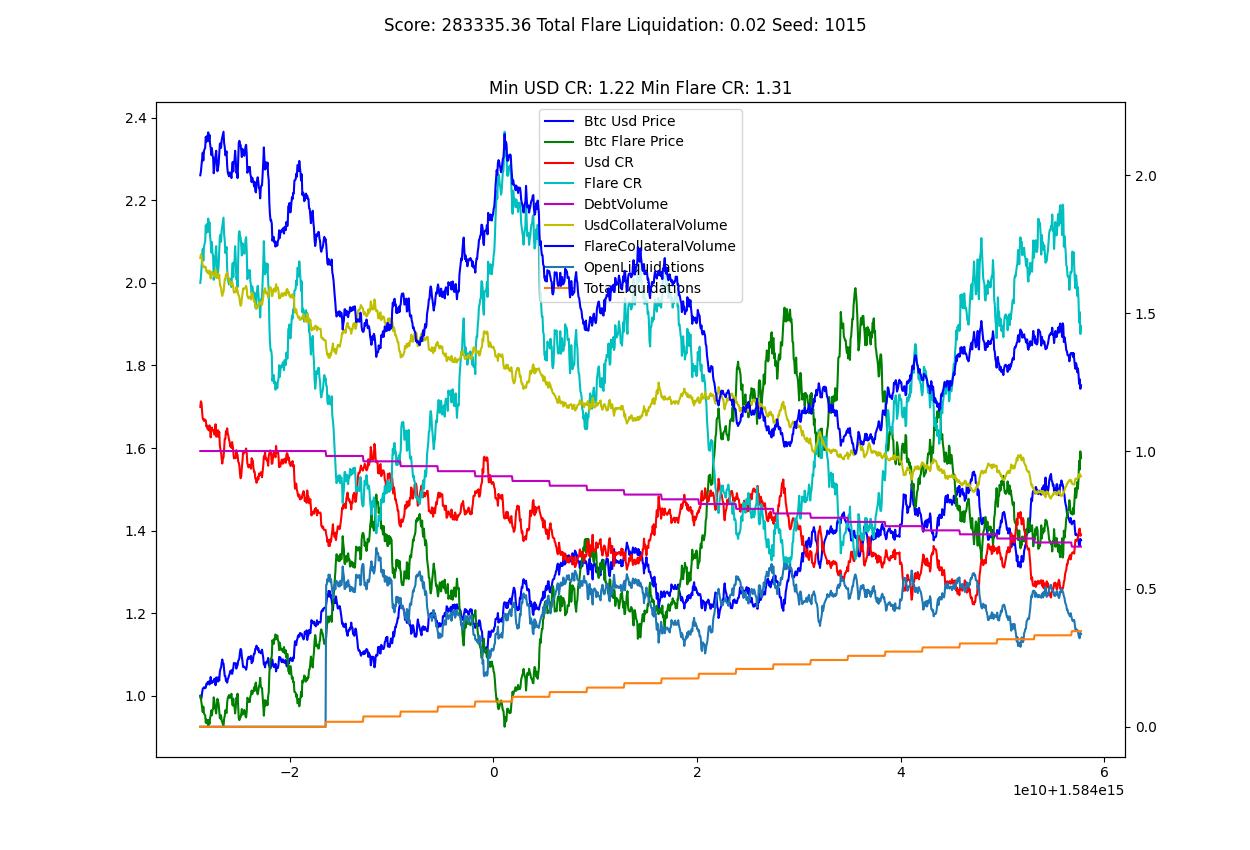 Score: 283335.36 Total Flare Liquidation: 0.02 Seed: 1015
Min USD CR: 1.22 Min Flare CR: 1.31
Btc Usd Price
Btc Flare Price
Usd CR
Flare CR
DebtVolume
UsdCollateralVolume
FlareCollateralVolume
OpenLiquidations
TotalLiquidations
2.4
2.2
2.0
1.8
1.6
1.4
1.2
1.0
2.0
1.5
1.0
0.5
0.0
−2
0
2
4
6
1e10+1.584e15